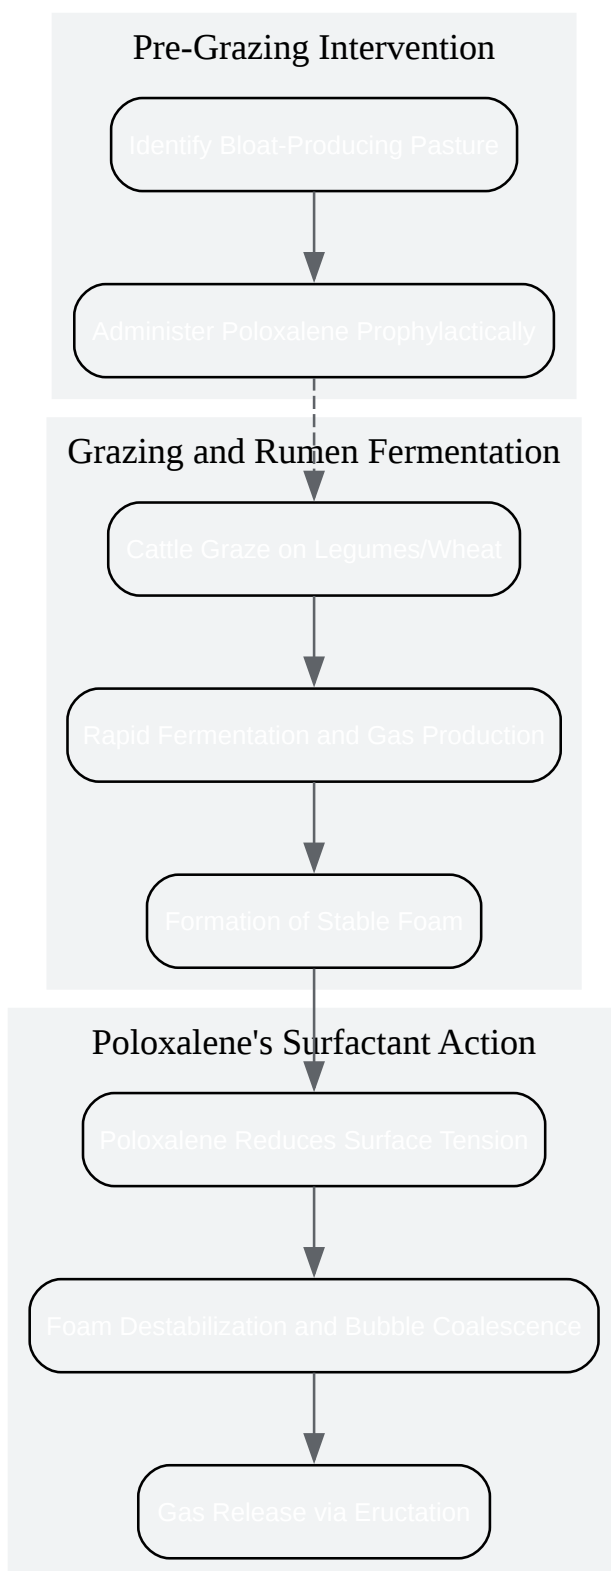 Pre-Grazing Intervention
Identify Bloat-Producing Pasture
Administer Poloxalene Prophylactically
Grazing and Rumen Fermentation
Cattle Graze on Legumes/Wheat
Rapid Fermentation and Gas Production
Formation of Stable Foam
Poloxalene's Surfactant Action
Poloxalene Reduces Surface Tension
Foam Destabilization and Bubble Coalescence
Gas Release via Eructation